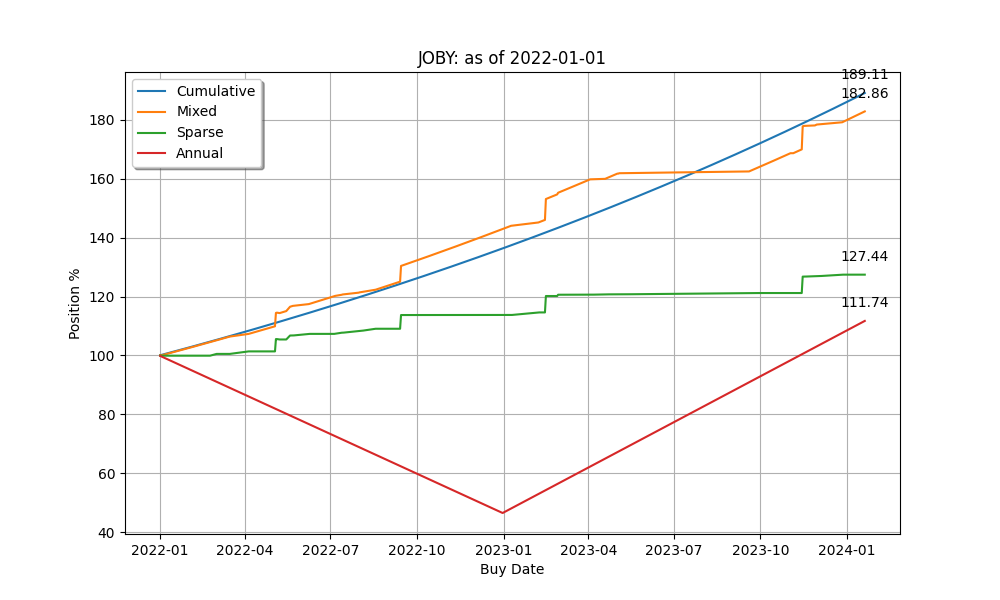 JOBY: as of 2022-01-01
189.11
182.86
127.44
111.74
Cumulative
Mixed
Sparse
Annual
Position %
180
160
140
120
100
80
60
40
2022-01 2022-04 2022-07 2022-10 2023-01 2023-04 2023-07 2023-10 2024-01
Buy Date